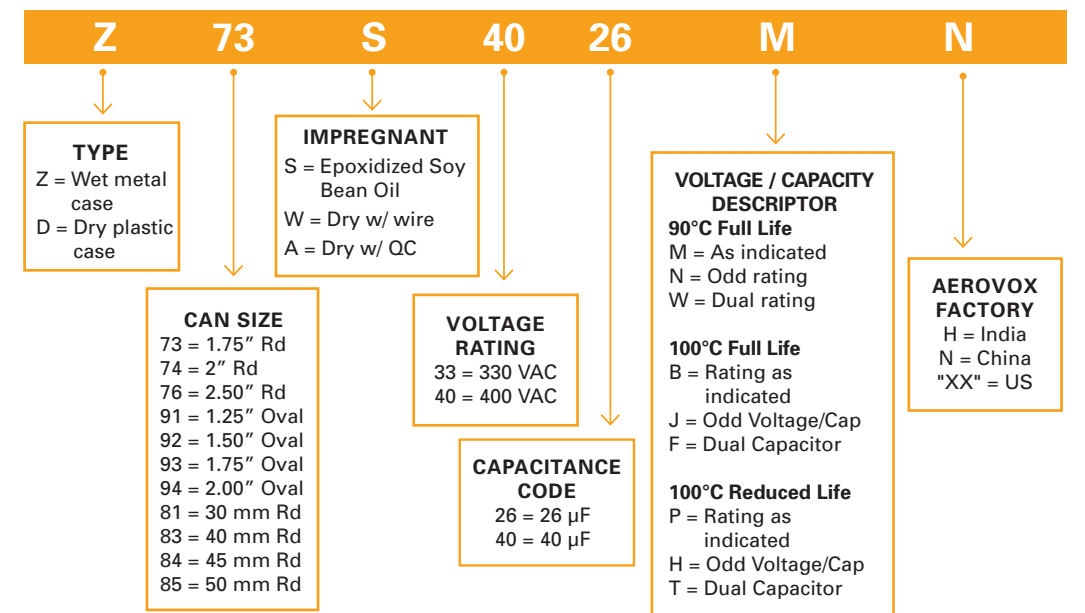 Z 73 S 40 26 M N
TYPE
Z = Wet metal
case
D = Dry plastic
case
CAN SIZE
73 = 1.75” Rd
74 = 2” Rd
76 = 2.50” Rd
91 = 1.25” Oval
92 = 1.50” Oval
93 = 1.75” Oval
94 = 2.00” Oval
81 = 30 mm Rd
83 = 40 mm Rd
84 = 45 mm Rd
85 = 50 mm Rd
IMPREGNANT
S = Epoxidized Soy
Bean Oil
W = Dry w/ wire
A = Dry w/ QC
VOLTAGE
RATING
33 = 330 VAC
40 = 400 VAC
CAPACITANCE
CODE
26 = 26 µF
40 = 40 µF
VOLTAGE / CAPACITY
DESCRIPTOR
90°C Full Life
M = As indicated
N = Odd rating
W = Dual rating
100°C Full Life
B = Rating as
indicated
J = Odd Voltage/Cap
F = Dual Capacitor
100°C Reduced Life
P = Rating as
indicated
H = Odd Voltage/Cap
T = Dual Capacitor
AEROVOX
FACTORY
H = India
N = China
"XX" = US